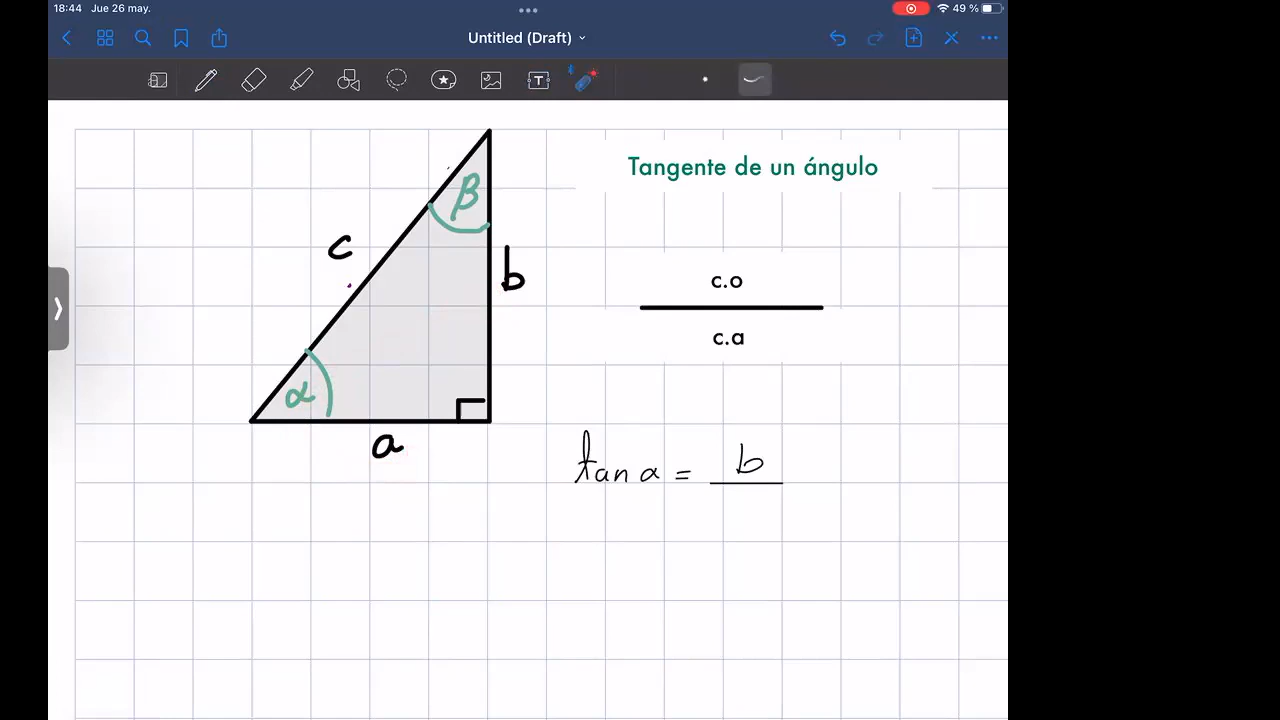 18:44 Jue 26 may. 49 %
Untitled (Draft)
T
Tangente de un ángulo
β
c
b
c.o
c.a
α
a
tan α = b